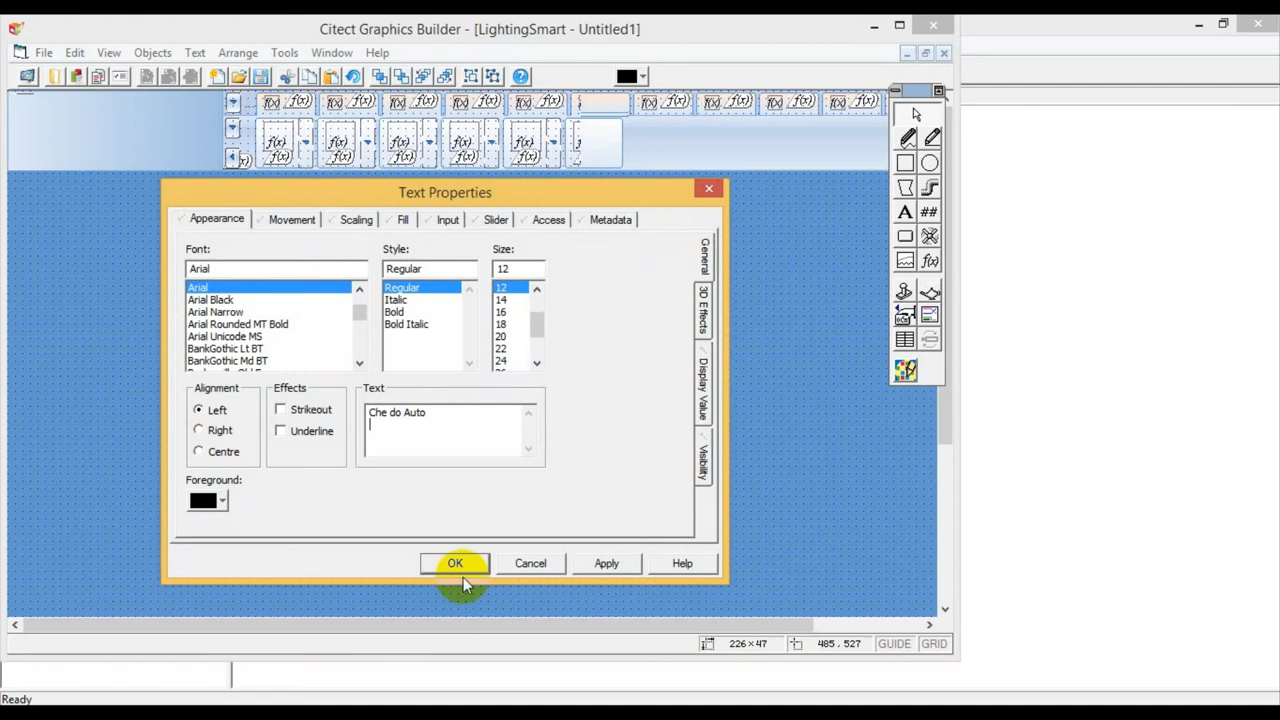 Citect Graphics Builder - [LightingSmart - Untitled1]
File Edit View Objects Text Arrange Tools Window Help
f(x) f(x) f(x) f(x) f(x) f(x) f(x) f(x) f(x)
f(x) f(x) f(x) f(x) f(x)
f(x) f(x) f(x) f(x) f(x)
Text Properties
Appearance Movement Scaling Fill Input Slider Access Metadata
Font: Style: Size:
Arial Regular 12
Arial Regular 12
Arial Black Italic 14
Arial Narrow Bold 16
Arial Rounded MT Bold Bold Italic 18
Arial Unicode MS 20
BankGothic Lt BT 22
BankGothic Md BT 24
General
3D Effects
Display Value
Visibility
Alignment Effects Text
Left Strikeout Che do Auto
Right Underline
Centre
Foreground:
OK Cancel Apply Help
A ##
f(x)
226×47 485, 527 GUIDE GRID
Ready